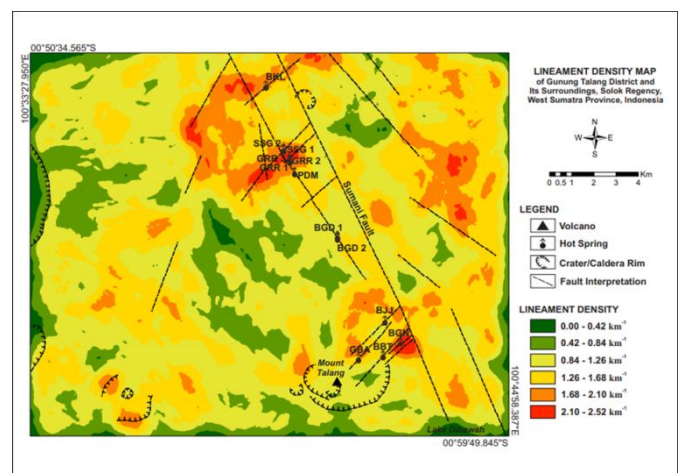 00°50'34.565"S
100°33'27.950"E
BKL
SSG 2
SSG 1
GRR
GRR 2
GRR 1
PDM
Sumani Fault
BGD 1
BGD 2
BJT
BGN
GBA
BBT
Mount
Talang
100°44'58.387"E
00°59'49.845"S
LINEAMENT DENSITY MAP
of Gunung Talang District and
Its Surroundings, Solok Regency,
West Sumatra Province, Indonesia
N
W E
S
0 0.5 1 2 3 4 Km
LEGEND
Volcano
Hot Spring
Crater/Caldera Rim
Fault Interpretation
LINEAMENT DENSITY
0.00 - 0.42 km⁻¹
0.42 - 0.84 km⁻¹
0.84 - 1.26 km⁻¹
1.26 - 1.68 km⁻¹
1.68 - 2.10 km⁻¹
2.10 - 2.52 km⁻¹